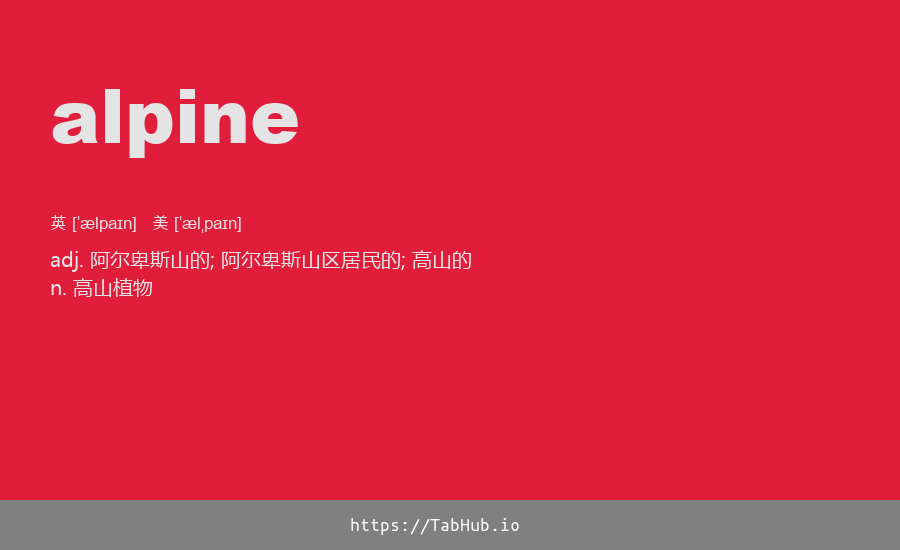 alpine
英 [ˈælpaɪn] 美 [ˈælˌpaɪn]
adj. 阿尔卑斯山的; 阿尔卑斯山区居民的; 高山的
n. 高山植物
https://TabHub.io